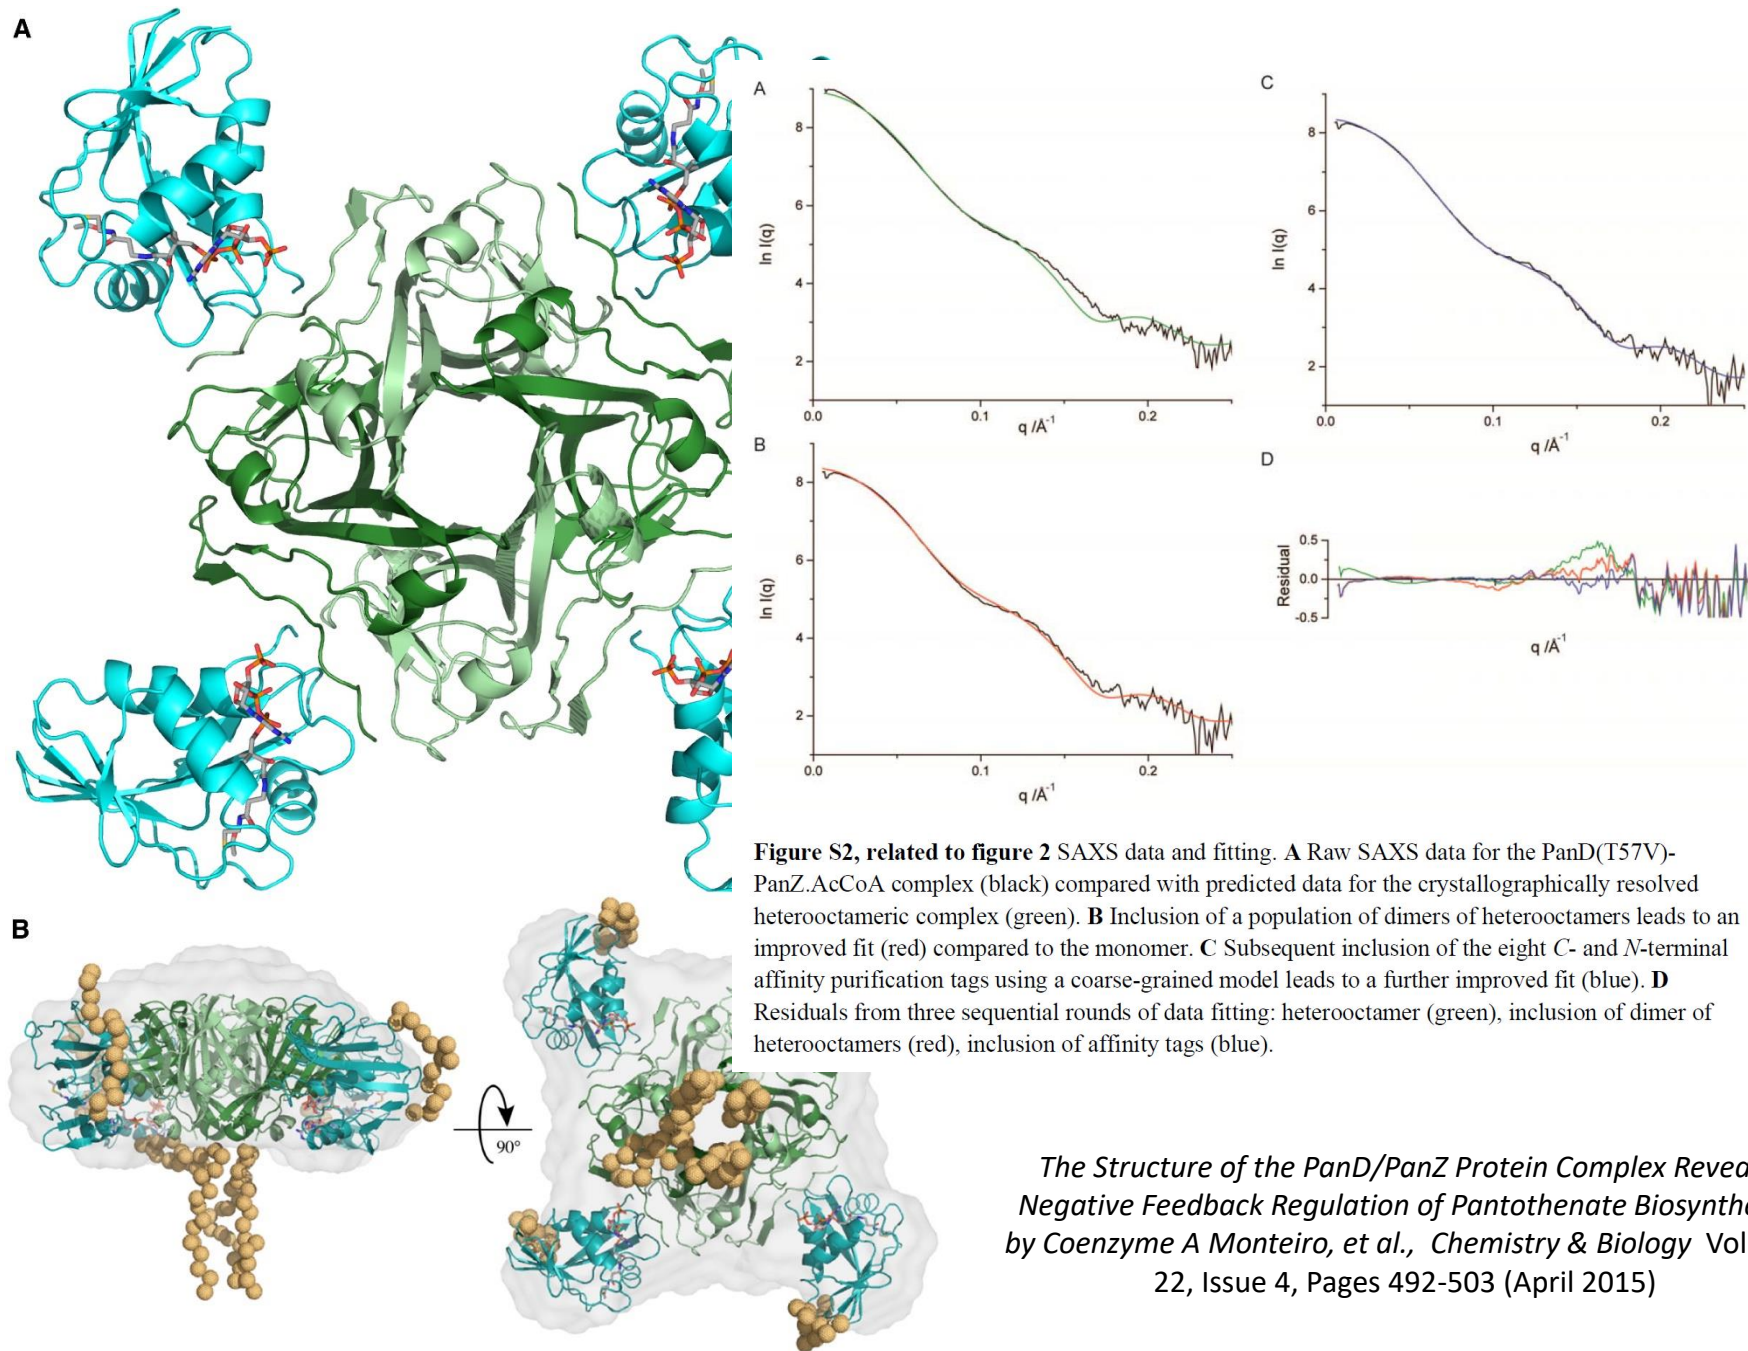 A
A
8
6
4
2
ln I(q)
0.0 0.1 0.2
q /Å⁻¹
C
8
6
4
2
ln I(q)
0.0 0.1 0.2
q /Å⁻¹
B
8
6
4
2
ln I(q)
0.0 0.1 0.2
q /Å⁻¹
D
0.5
0.0
-0.5
Residual
q /Å⁻¹
Figure S2, related to figure 2 SAXS data and fitting. A Raw SAXS data for the PanD(T57V)-
PanZ.AcCoA complex (black) compared with predicted data for the crystallographically resolved
heterooctameric complex (green). B Inclusion of a population of dimers of heterooctamers leads to an
improved fit (red) compared to the monomer. C Subsequent inclusion of the eight C- and N-terminal
affinity purification tags using a coarse-grained model leads to a further improved fit (blue). D
Residuals from three sequential rounds of data fitting: heterooctamer (green), inclusion of dimer of
heterooctamers (red), inclusion of affinity tags (blue).
B
90°
The Structure of the PanD/PanZ Protein Complex Revea
Negative Feedback Regulation of Pantothenate Biosynthe
by Coenzyme A Monteiro, et al., Chemistry & Biology Vol
22, Issue 4, Pages 492-503 (April 2015)